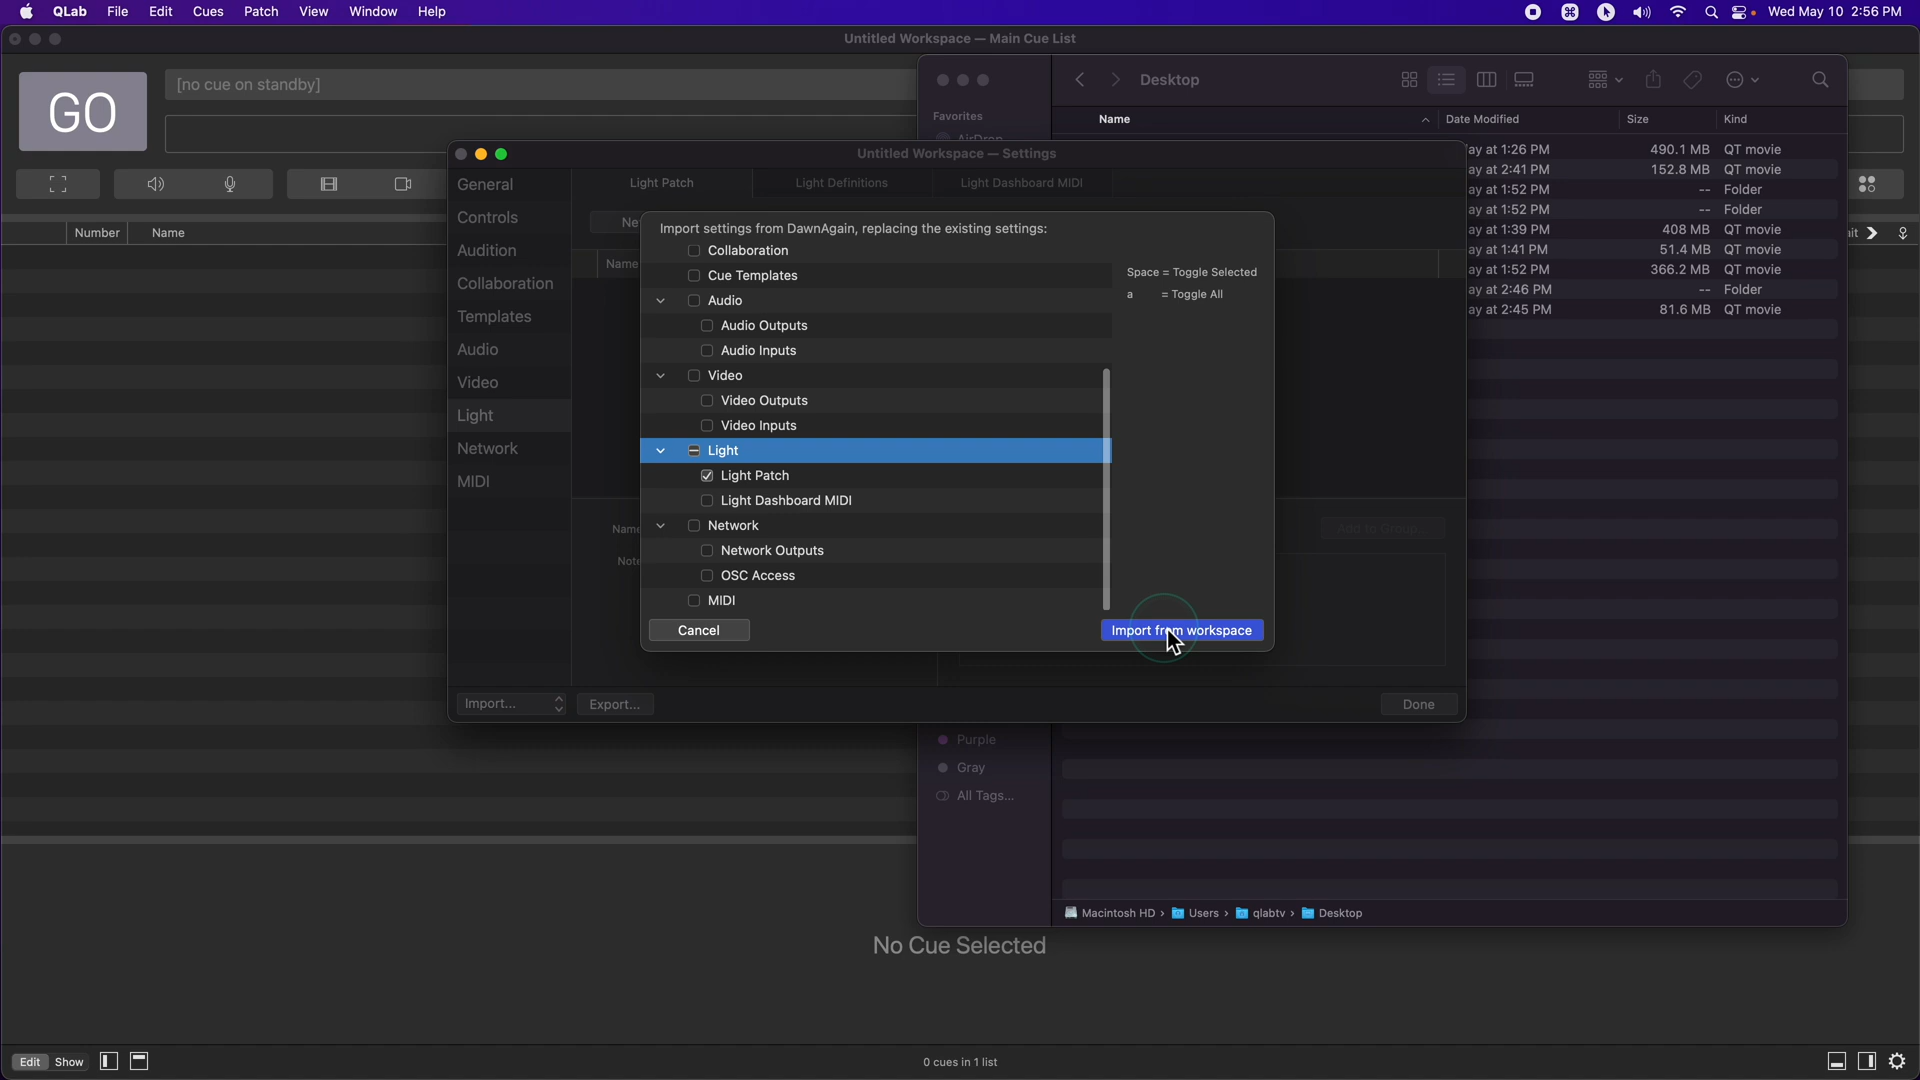 QLab File Edit Cues Patch View Window Help
Wed May 10 2:56 PM
Untitled Workspace — Main Cue List
GO
[no cue on standby]
Number Name
Desktop
Favorites
Name Date Modified Size Kind
ay at 1:26 PM 490.1 MB QT movie
ay at 2:41 PM 152.8 MB QT movie
ay at 1:52 PM -- Folder
ay at 1:52 PM -- Folder
ay at 1:39 PM 408 MB QT movie
ay at 1:41 PM 51.4 MB QT movie
ay at 1:52 PM 366.2 MB QT movie
ay at 2:46 PM -- Folder
ay at 2:45 PM 81.6 MB QT movie
Untitled Workspace — Settings
General
Controls
Audition
Collaboration
Templates
Audio
Video
Light
Network
MIDI
Light Patch Light Definitions Light Dashboard MIDI
Ne
Name
Import settings from DawnAgain, replacing the existing settings:
Collaboration
Cue Templates
Audio
Audio Outputs
Audio Inputs
Video
Video Outputs
Video Inputs
Light
Light Patch
Light Dashboard MIDI
Network
Network Outputs
OSC Access
MIDI
Space = Toggle Selected
a = Toggle All
Cancel Import from workspace
Name
Note
Add to Group...
Import... Export... Done
Purple
Gray
All Tags...
Macintosh HD › Users › qlabtv › Desktop
No Cue Selected
Edit Show
0 cues in 1 list